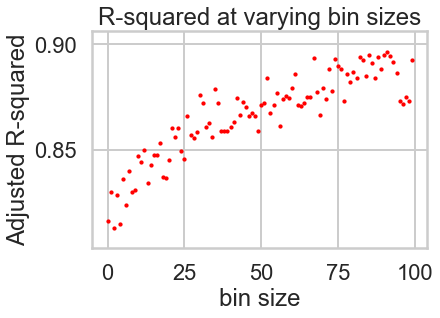 R-squared at varying bin sizes
Adjusted R-squared
0.90
0.85
0
25
50
75
100
bin size